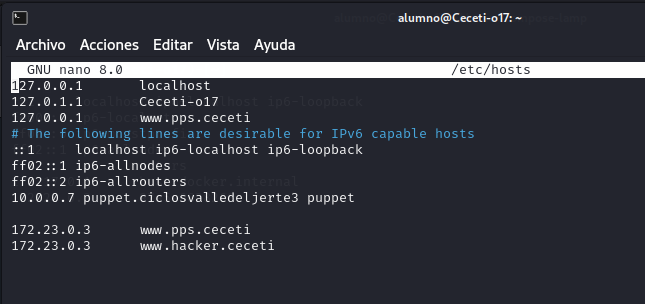 alumno@Ceceti-o17: ~
Archivo Acciones Editar Vista Ayuda
GNU nano 8.0 /etc/hosts
127.0.0.1 localhost
127.0.1.1 Ceceti-o17
127.0.0.1 www.pps.ceceti
# The following lines are desirable for IPv6 capable hosts
::1 localhost ip6-localhost ip6-loopback
ff02::1 ip6-allnodes
ff02::2 ip6-allrouters
10.0.0.7 puppet.ciclosvalledeljerte3 puppet
172.23.0.3 www.pps.ceceti
172.23.0.3 www.hacker.ceceti